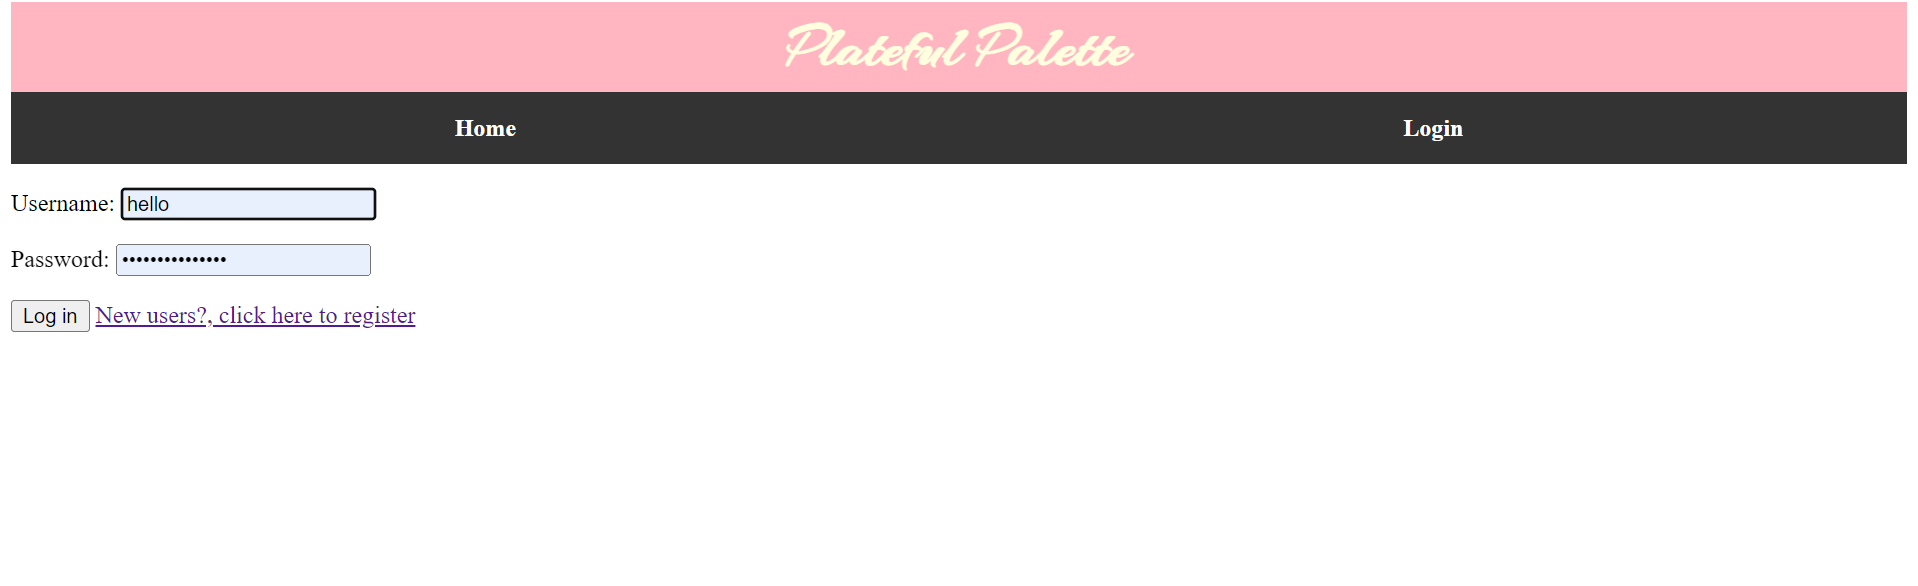 Plateful Palette
Home Login
Username: hello
Password: •••••••••••••••
Log in New users?, click here to register